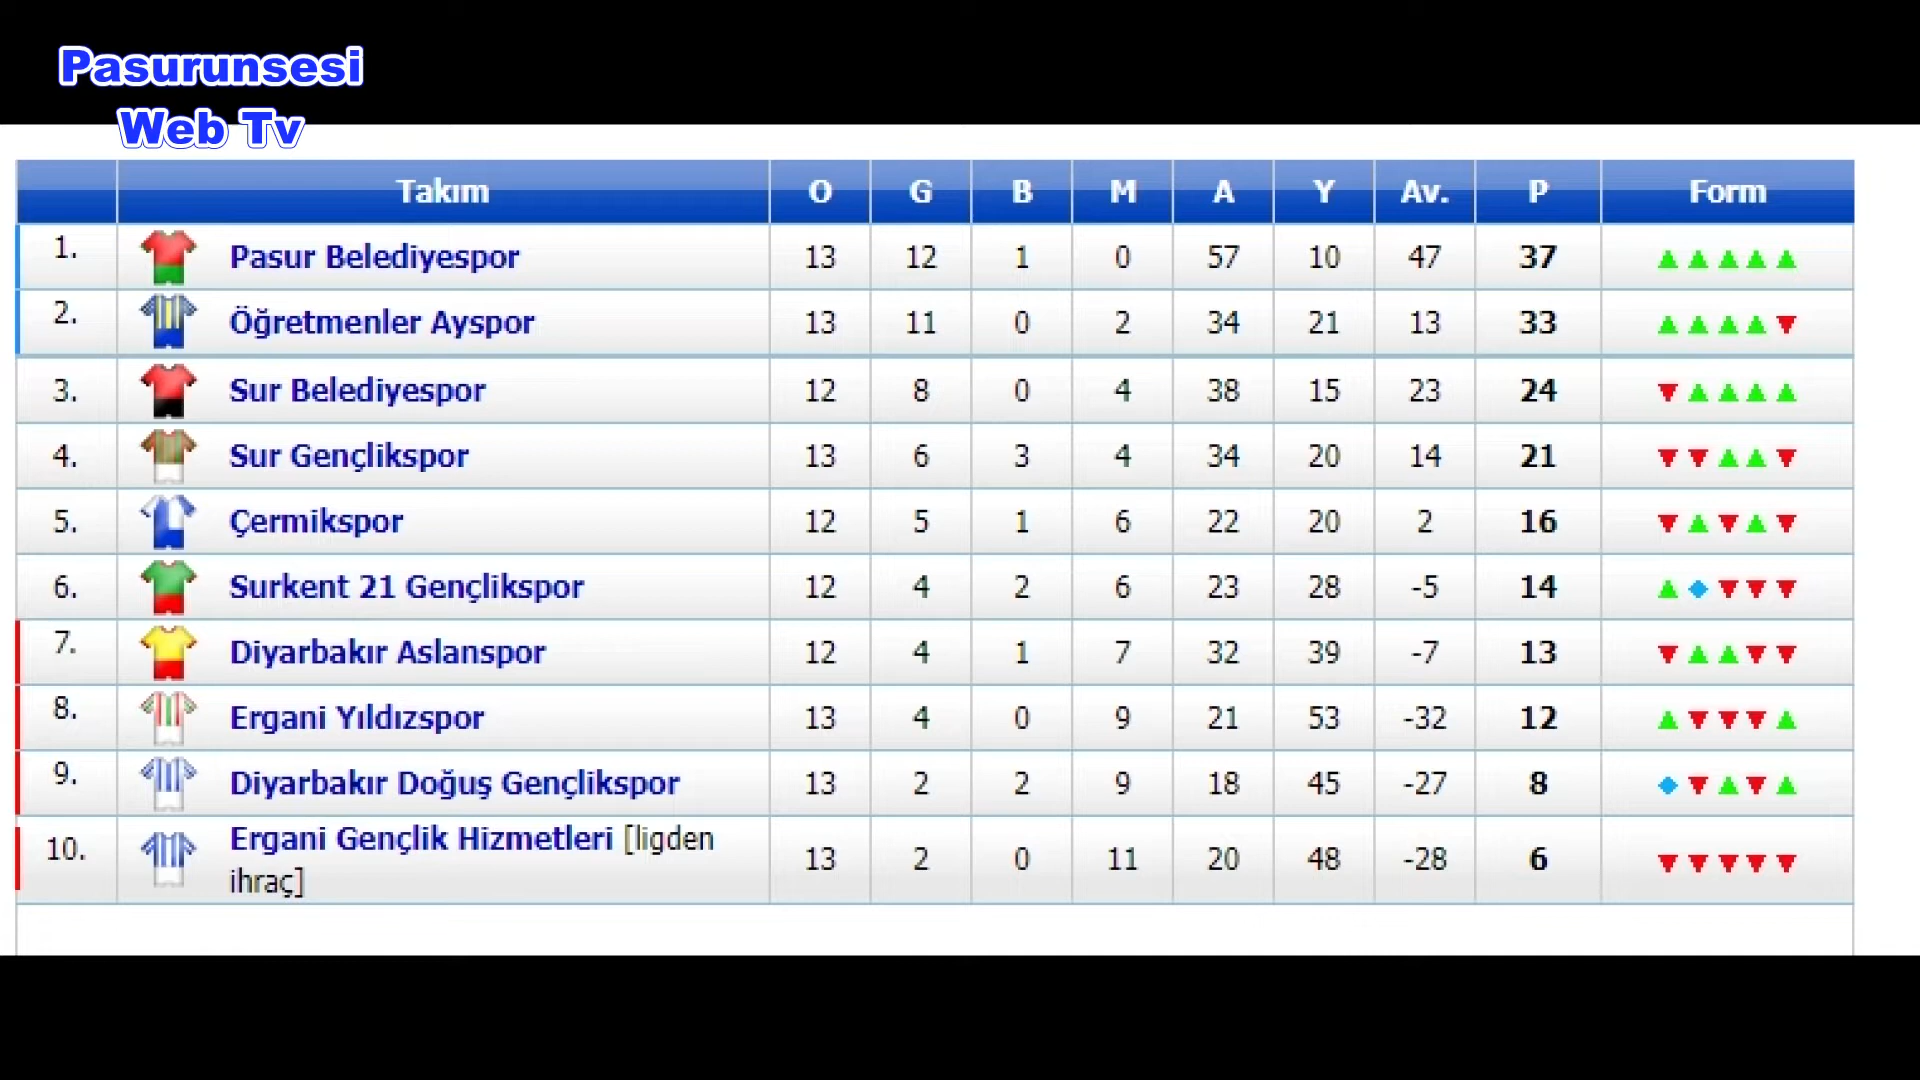 Pasurunsesi
Web Tv
Takım O G B M A Y Av. P Form
1. Pasur Belediyespor 13 12 1 0 57 10 47 37
2. Öğretmenler Ayspor 13 11 0 2 34 21 13 33
3. Sur Belediyespor 12 8 0 4 38 15 23 24
4. Sur Gençlikspor 13 6 3 4 34 20 14 21
5. Çermikspor 12 5 1 6 22 20 2 16
6. Surkent 21 Gençlikspor 12 4 2 6 23 28 -5 14
7. Diyarbakır Aslanspor 12 4 1 7 32 39 -7 13
8. Ergani Yıldızspor 13 4 0 9 21 53 -32 12
9. Diyarbakır Doğuş Gençlikspor 13 2 2 9 18 45 -27 8
10. Ergani Gençlik Hizmetleri [ligden
ihraç] 13 2 0 11 20 48 -28 6